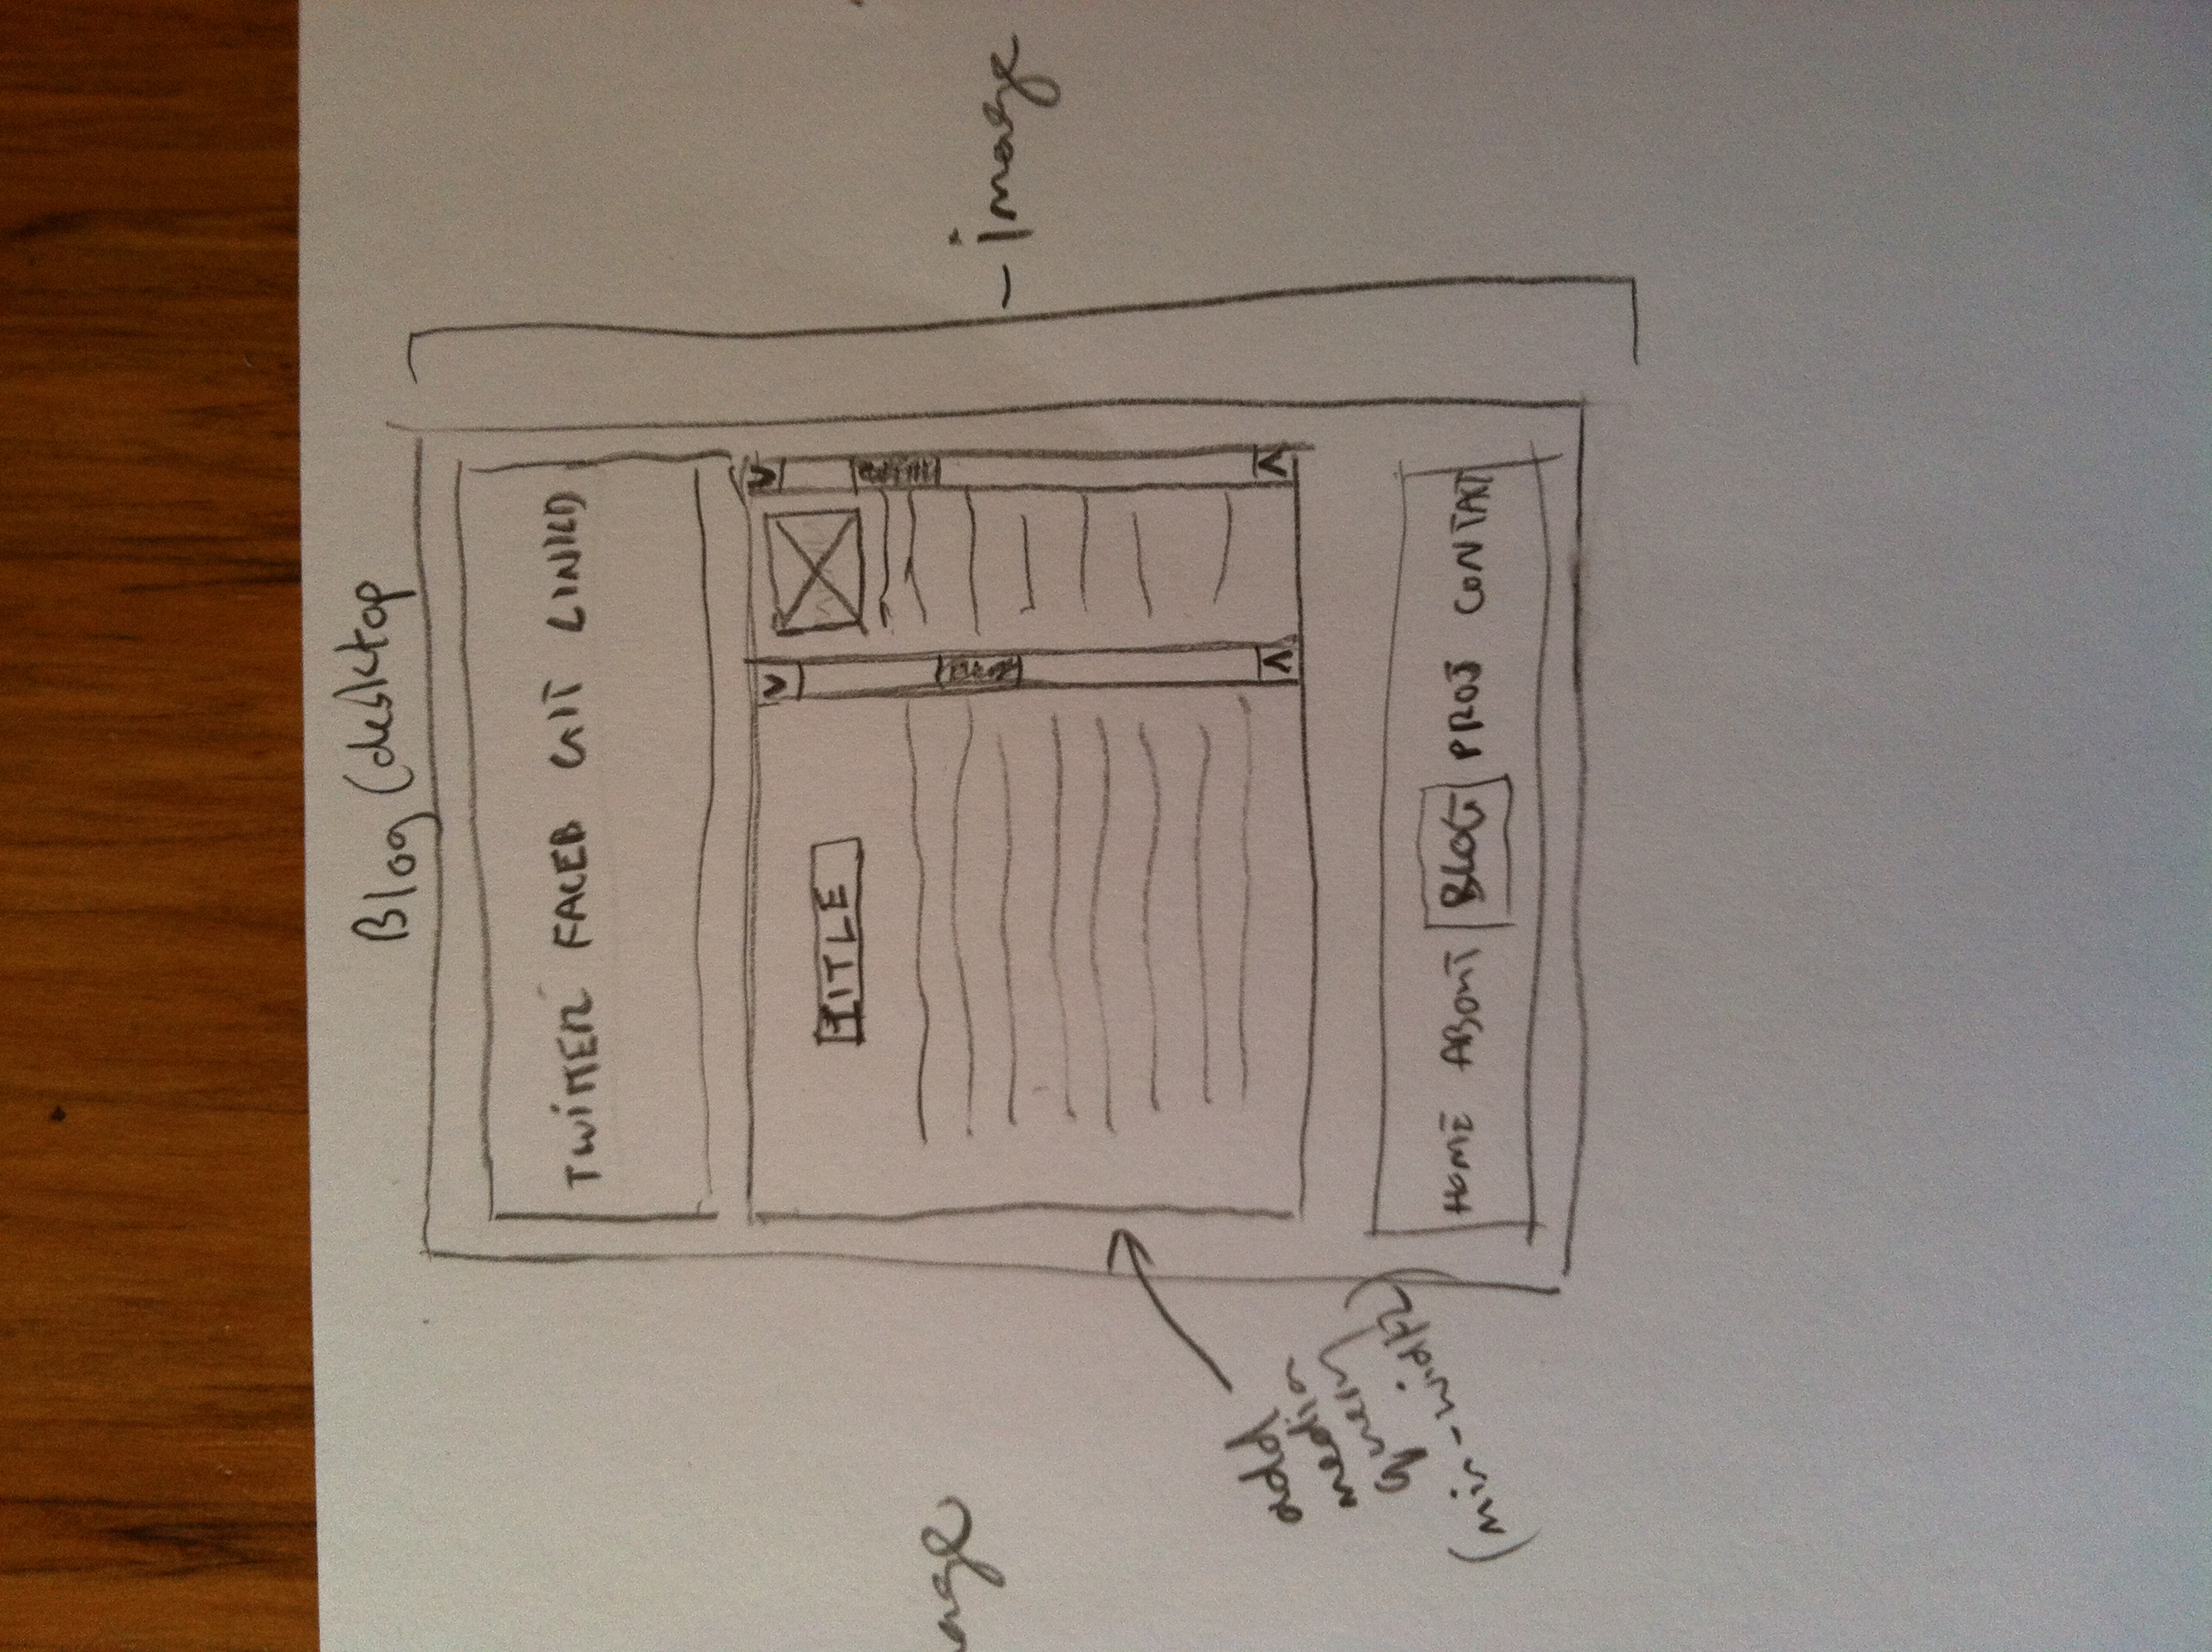 Blog (desktop
TWITTER FACEB GIT LINKD
TITLE
age
- image
add
media
query
(min-width)
HOME ABOUT BLOG PROJ CONTACT